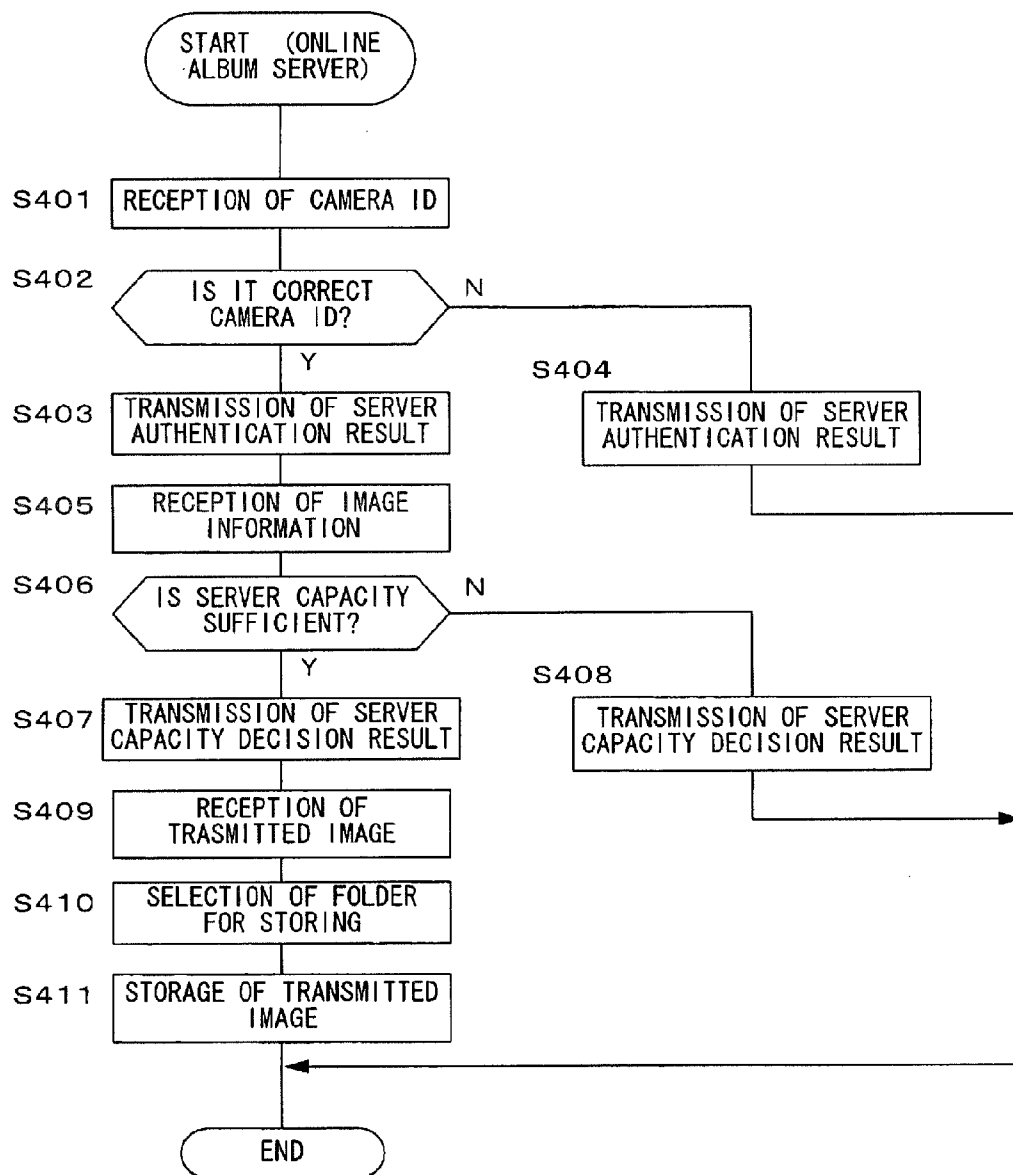 START (ONLINE
ALBUM SERVER)
S401
RECEPTION OF CAMERA ID
S402
IS IT CORRECT
CAMERA ID?
N
Y
S403
TRANSMISSION OF SERVER
AUTHENTICATION RESULT
S404
TRANSMISSION OF SERVER
AUTHENTICATION RESULT
S405
RECEPTION OF IMAGE
INFORMATION
S406
IS SERVER CAPACITY
SUFFICIENT?
N
Y
S407
TRANSMISSION OF SERVER
CAPACITY DECISION RESULT
S408
TRANSMISSION OF SERVER
CAPACITY DECISION RESULT
S409
RECEPTION OF
TRASMITTED IMAGE
S410
SELECTION OF FOLDER
FOR STORING
S411
STORAGE OF TRANSMITTED
IMAGE
END